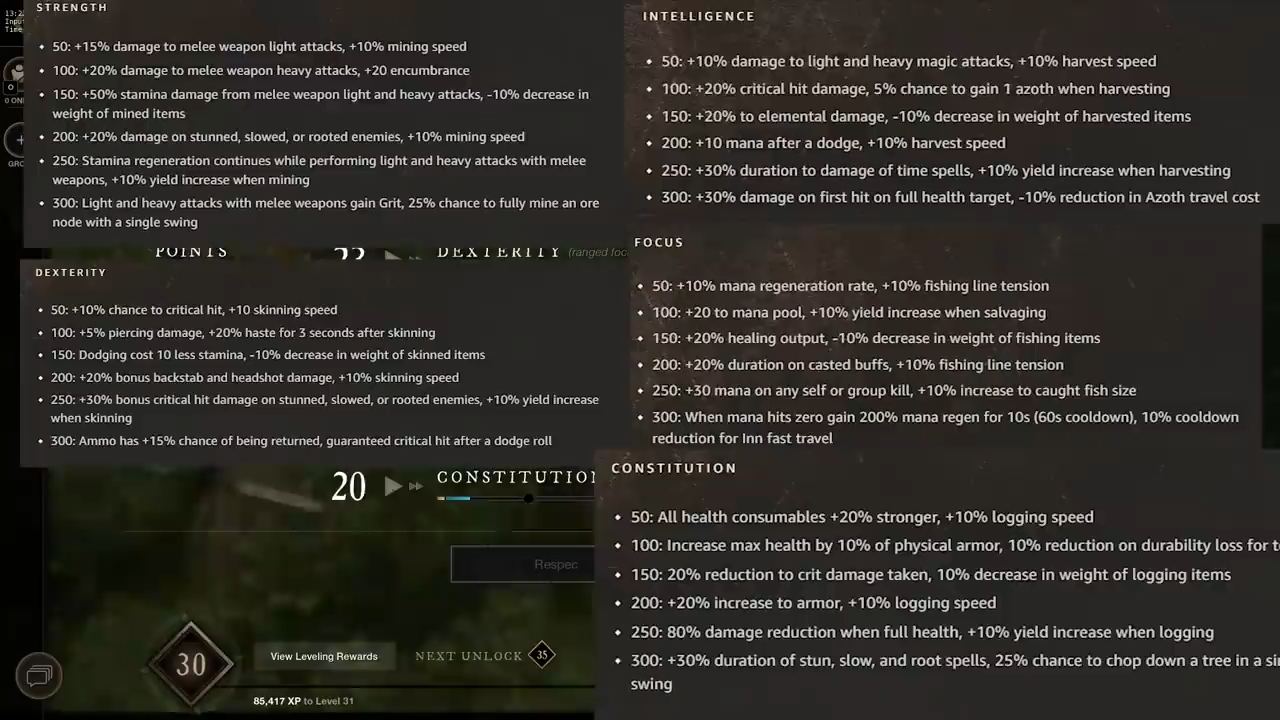 STRENGTH
50: +15% damage to melee weapon light attacks, +10% mining speed
100: +20% damage to melee weapon heavy attacks, +20 encumbrance
150: +50% stamina damage from melee weapon light and heavy attacks, -10% decrease in
weight of mined items
200: +20% damage on stunned, slowed, or rooted enemies, +10% mining speed
250: Stamina regeneration continues while performing light and heavy attacks with melee
weapons, +10% yield increase when mining
300: Light and heavy attacks with melee weapons gain Grit, 25% chance to fully mine an ore
node with a single swing
POINTS
DEXTERITY (ranged
DEXTERITY
50: +10% chance to critical hit, +10 skinning speed
100: +5% piercing damage, +20% haste for 3 seconds after skinning
150: Dodging cost 10 less stamina, -10% decrease in weight of skinned items
200: +20% bonus backstab and headshot damage, +10% skinning speed
250: +30% bonus critical hit damage on stunned, slowed, or rooted enemies, +10% yield increase
when skinning
300: Ammo has +15% chance of being returned, guaranteed critical hit after a dodge roll
20
CONSTITUTION
Respec
30
View Leveling Rewards
NEXT UNLOCK 35
85,417 XP to Level 31
INTELLIGENCE
50: +10% damage to light and heavy magic attacks, +10% harvest speed
100: +20% critical hit damage, 5% chance to gain 1 azoth when harvesting
150: +20% to elemental damage, -10% decrease in weight of harvested items
200: +10 mana after a dodge, +10% harvest speed
250: +30% duration to damage of time spells, +10% yield increase when harvesting
300: +30% damage on first hit on full health target, -10% reduction in Azoth travel cost
FOCUS
50: +10% mana regeneration rate, +10% fishing line tension
100: +20 to mana pool, +10% yield increase when salvaging
150: +20% healing output, -10% decrease in weight of fishing items
200: +20% duration on casted buffs, +10% fishing line tension
250: +30 mana on any self or group kill, +10% increase to caught fish size
300: When mana hits zero gain 200% mana regen for 10s (60s cooldown), 10% cooldown
reduction for Inn fast travel
CONSTITUTION
50: All health consumables +20% stronger, +10% logging speed
100: Increase max health by 10% of physical armor, 10% reduction on durability loss for
150: 20% reduction to crit damage taken, 10% decrease in weight of logging items
200: +20% increase to armor, +10% logging speed
250: 80% damage reduction when full health, +10% yield increase when logging
300: +30% duration of stun, slow, and root spells, 25% chance to chop down a tree in a
swing